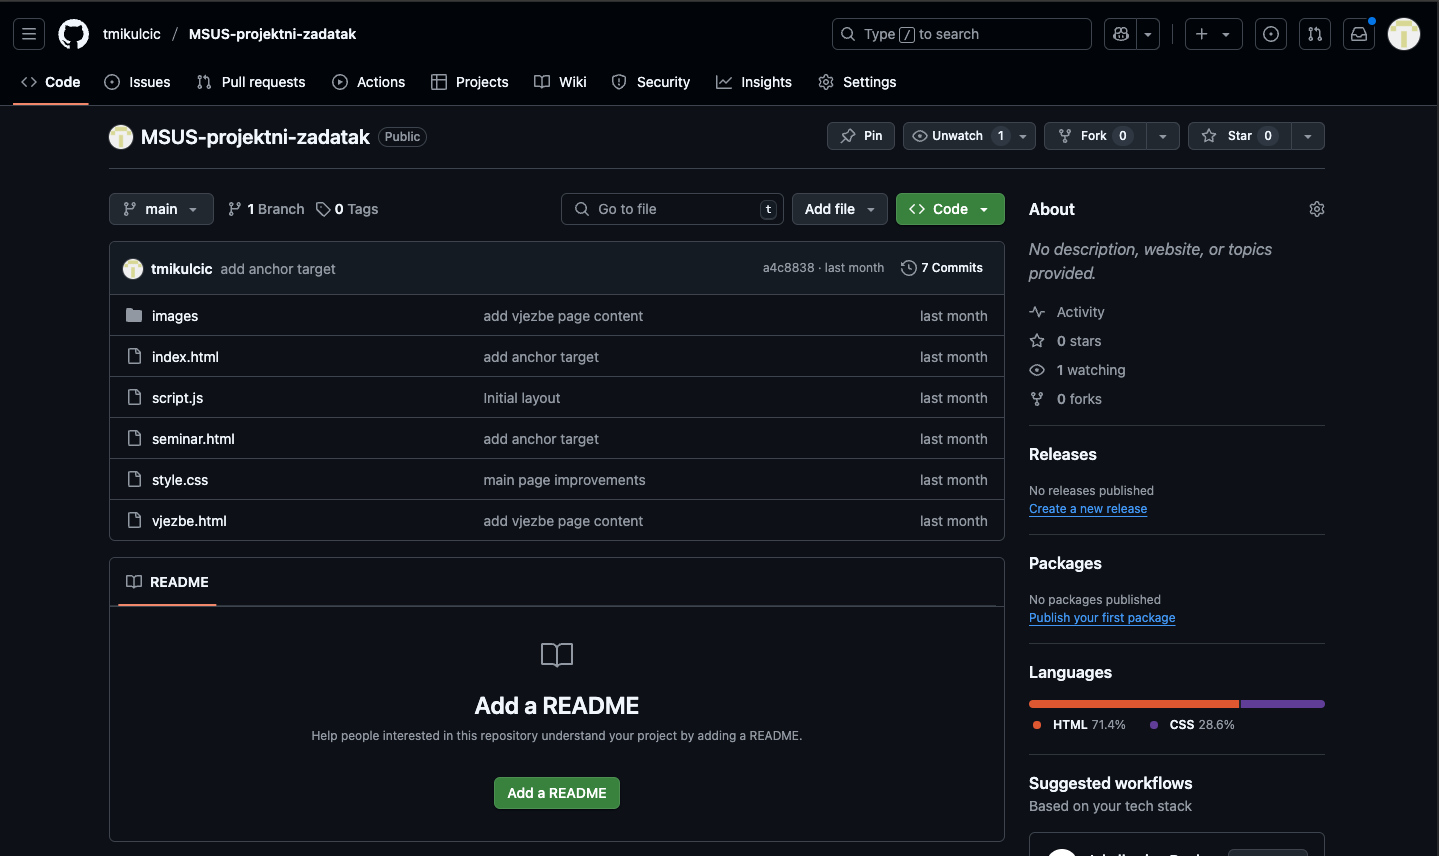 tmikulcic / MSUS-projektni-zadatak
Type / to search
Code Issues Pull requests Actions Projects Wiki Security Insights Settings
MSUS-projektni-zadatak Public
Pin Unwatch 1 Fork 0 Star 0
main 1 Branch 0 Tags Go to file t Add file Code
tmikulcic add anchor target a4c8838 · last month 7 Commits
images add vjezbe page content last month
index.html add anchor target last month
script.js Initial layout last month
seminar.html add anchor target last month
style.css main page improvements last month
vjezbe.html add vjezbe page content last month
README
Add a README
Help people interested in this repository understand your project by adding a README.
Add a README
About
No description, website, or topics
provided.
Activity
0 stars
1 watching
0 forks
Releases
No releases published
Create a new release
Packages
No packages published
Publish your first package
Languages
HTML 71.4% CSS 28.6%
Suggested workflows
Based on your tech stack